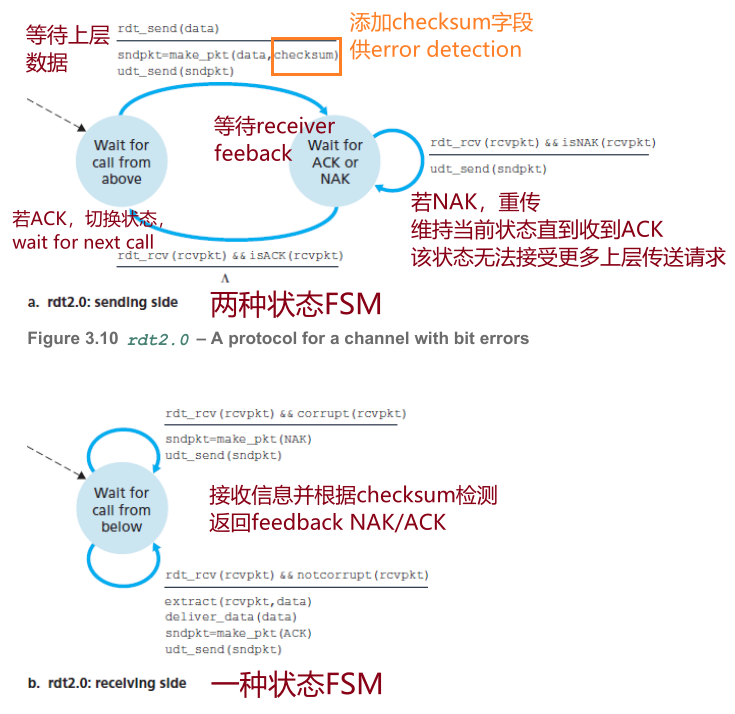 等待上层
数据
rdt_send(data)
sndpkt=make_pkt(data,checksum)
udt_send(sndpkt)
添加checksum字段
供error detection
Wait for
call from
above
等待receiver
feeback
Wait for
ACK or
NAK
rdt_rcv(rcvpkt) && isNAK(rcvpkt)
udt_send(sndpkt)
若NAK，重传
维持当前状态直到收到ACK
该状态无法接受更多上层传送请求
若ACK，切换状态，
wait for next call
rdt_rcv(rcvpkt) && isACK(rcvpkt)
Λ
a. rdt2.0: sending side
两种状态FSM
Figure 3.10 rdt2.0 – A protocol for a channel with bit errors
rdt_rcv(rcvpkt) && corrupt(rcvpkt)
sndpkt=make_pkt(NAK)
udt_send(sndpkt)
Wait for
call from
below
接收信息并根据checksum检测
返回feedback NAK/ACK
rdt_rcv(rcvpkt) && notcorrupt(rcvpkt)
extract(rcvpkt,data)
deliver_data(data)
sndpkt=make_pkt(ACK)
udt_send(sndpkt)
b. rdt2.0: receiving side
一种状态FSM